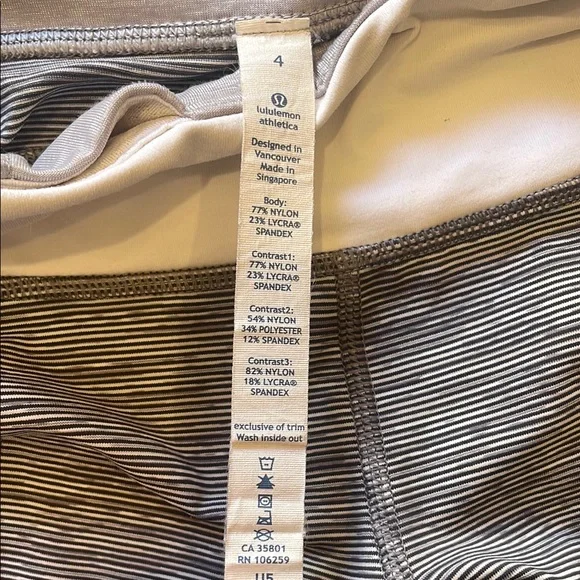 4
lululemon
athletica
Designed in
Vancouver
Made in
Singapore
Body:
77% NYLON
23% LYCRA®
SPANDEX
Contrast1:
77% NYLON
23% LYCRA®
SPANDEX
Contrast2:
54% NYLON
34% POLYESTER
12% SPANDEX
Contrast3:
82% NYLON
18% LYCRA®
SPANDEX
exclusive of trim
Wash inside out
CA 35801
RN 106259